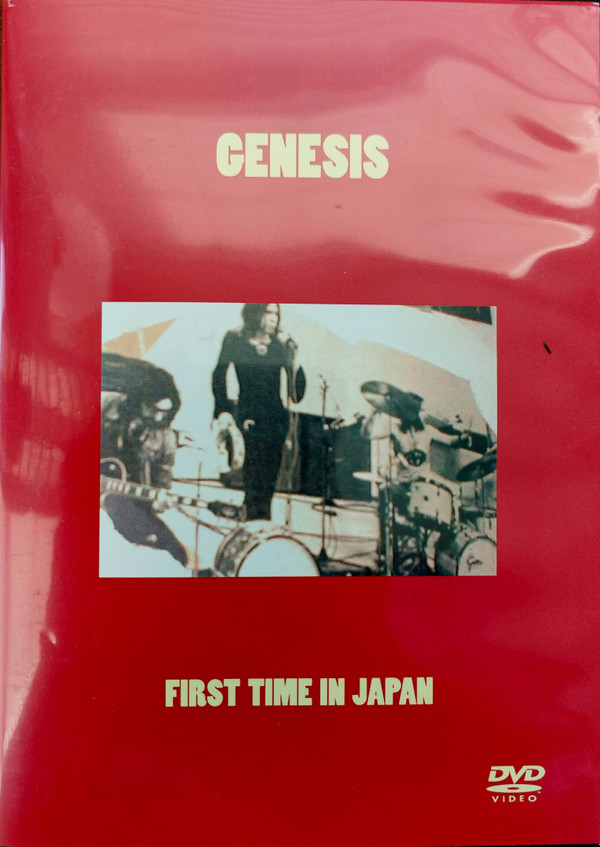 GENESIS
FIRST TIME IN JAPAN
DVD
VIDEO